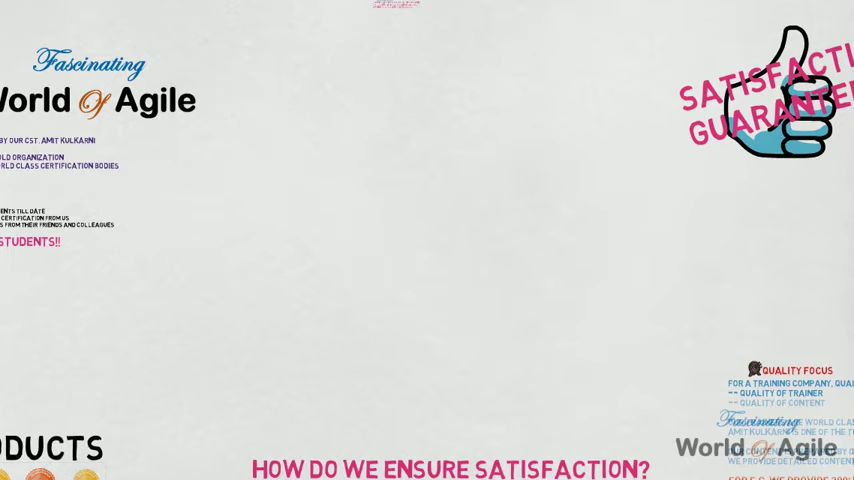 Fascinating
World Of Agile
BY OUR CST. AMIT KULKARNI
OLD ORGANIZATION
RLD CLASS CERTIFICATION BODIES
ENTS TILL DATE
CERTIFICATION FROM US
S FROM THEIR FRIENDS AND COLLEAGUES
STUDENTS!!
SATISFACTI
GUARANTE
QUALITY FOCUS
FOR A TRAINING COMPANY, QUAL
-- QUALITY OF TRAINER
-- QUALITY OF CONTENT
Fascinating
World Of Agile
DUCTS
HOW DO WE ENSURE SATISFACTION?